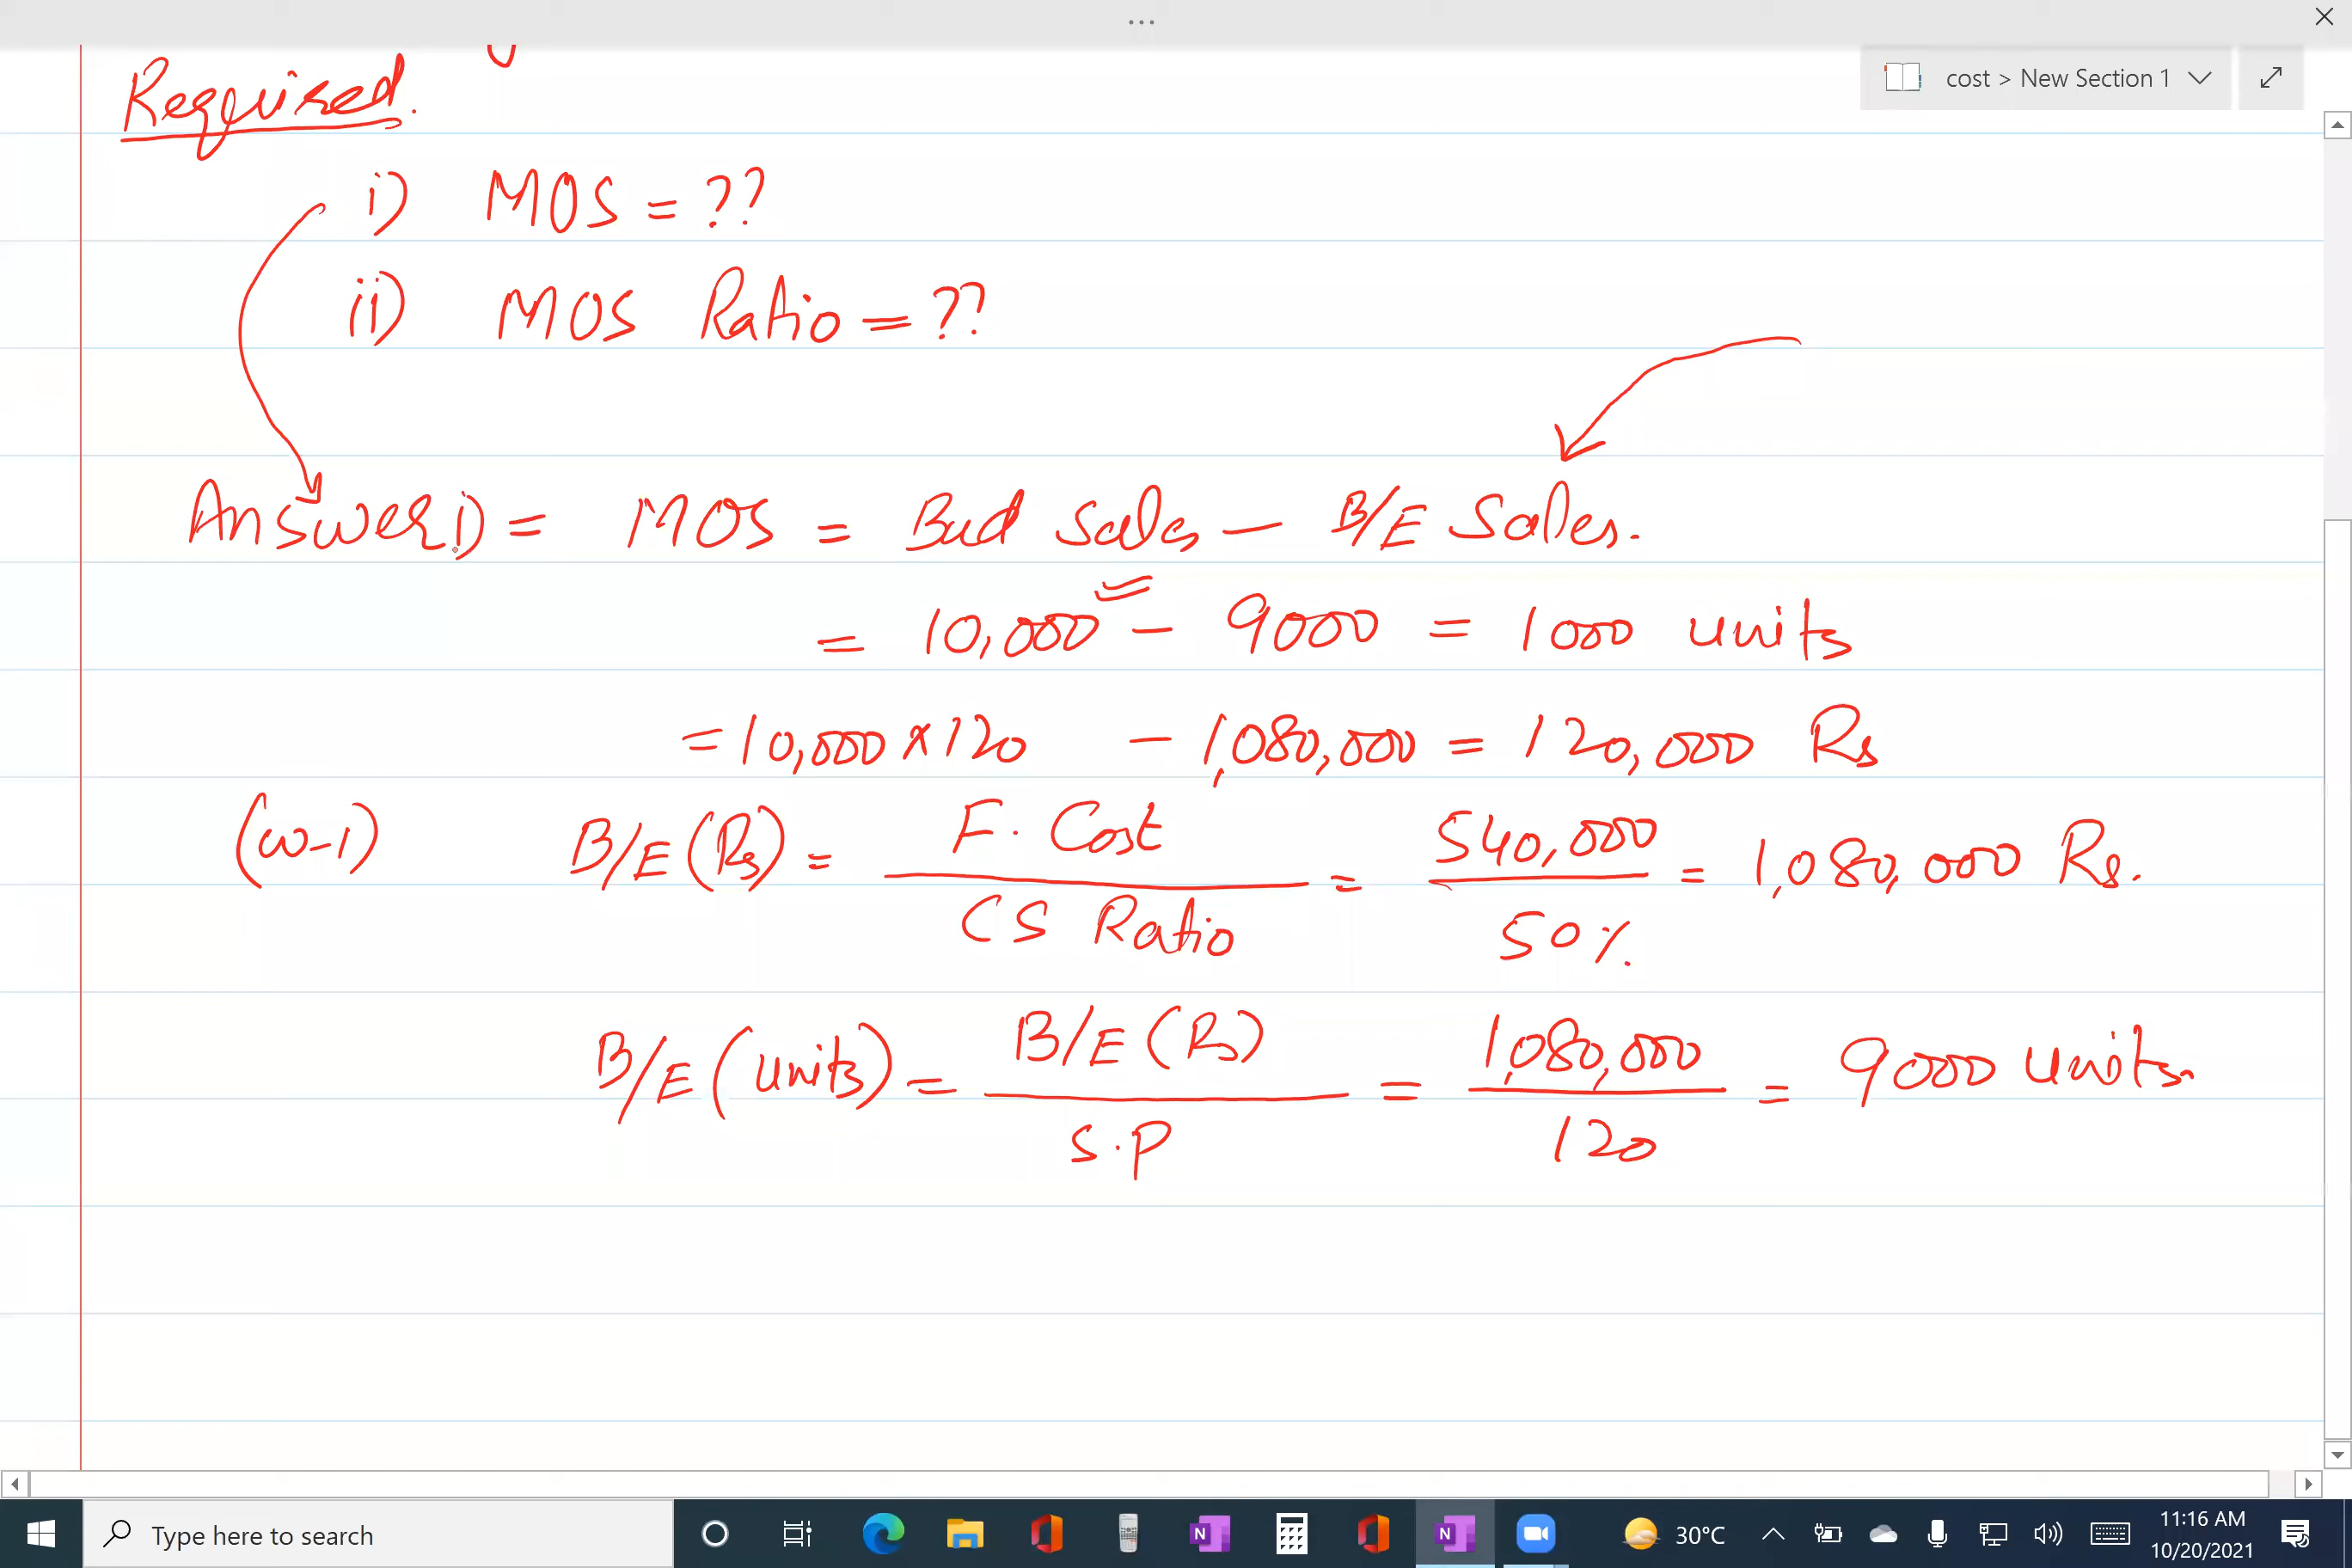 cost > New Section 1
Required.
i) MOS = ??
ii) MOS Ratio = ??
Answer i) = MOS = Bud Sales - B/E Sales.
= 10,000 - 9000 = 1000 units
= 10,000 x 120 - 1,080,000 = 120,000 Rs
(w-1) B/E (Rs) = F. Cost / CS Ratio = 540,000 / 50% = 1,080,000 Rs.
B/E (units) = B/E (Rs) / S.P = 1,080,000 / 120 = 9000 units.
Type here to search
30°C
11:16 AM
10/20/2021